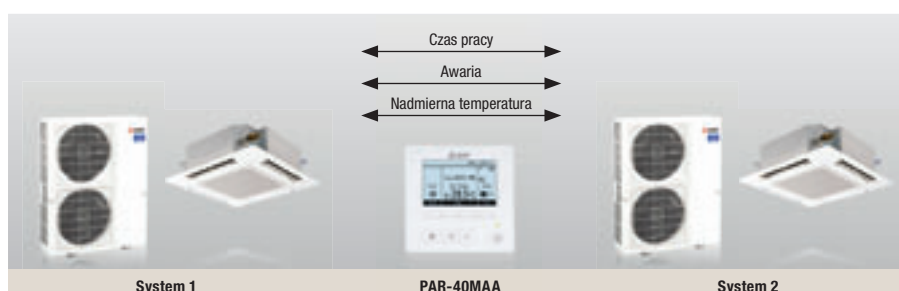 Czas pracy
Awaria
Nadmierna temperatura
System 1
PAR-40MAA
System 2